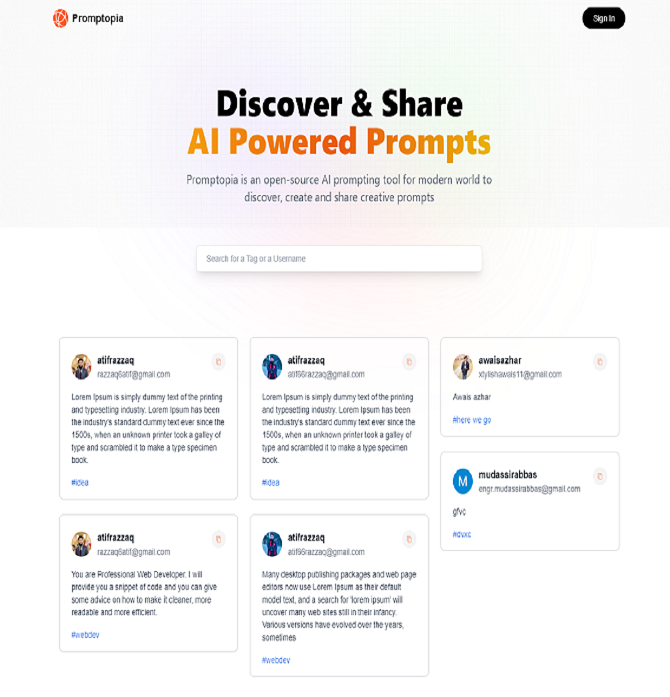 Promptopia
Sign In
Discover & Share
AI Powered Prompts
Promptopia is an open-source AI prompting tool for modern world to
discover, create and share creative prompts
Search for a Tag or a Username
atifrazzaq
razzaq6atif@gmail.com
Lorem Ipsum is simply dummy text of the printing
and typesetting industry. Lorem Ipsum has been
the industry's standard dummy text ever since the
1500s, when an unknown printer took a galley of
type and scrambled it to make a type specimen
book.
#idea
atifrazzaq
razzaq6atif@gmail.com
You are Professional Web Developer. I will
provide you a snippet of code and you can give
some advice on how to make it cleaner, more
readable and more efficient.
#webdev
atifrazzaq
atif66razzaq@gmail.com
Lorem Ipsum is simply dummy text of the printing
and typesetting industry. Lorem Ipsum has been
the industry's standard dummy text ever since the
1500s, when an unknown printer took a galley of
type and scrambled it to make a type specimen
book.
#idea
atifrazzaq
atif66razzaq@gmail.com
Many desktop publishing packages and web page
editors now use Lorem Ipsum as their default
model text, and a search for 'lorem ipsum' will
uncover many web sites still in their infancy.
Various versions have evolved over the years,
sometimes
#webdev
awaisazhar
xtylishawais11@gmail.com
Awais azhar
#here we go
M
mudassirabbas
engr.mudassirabbas@gmail.com
gfvc